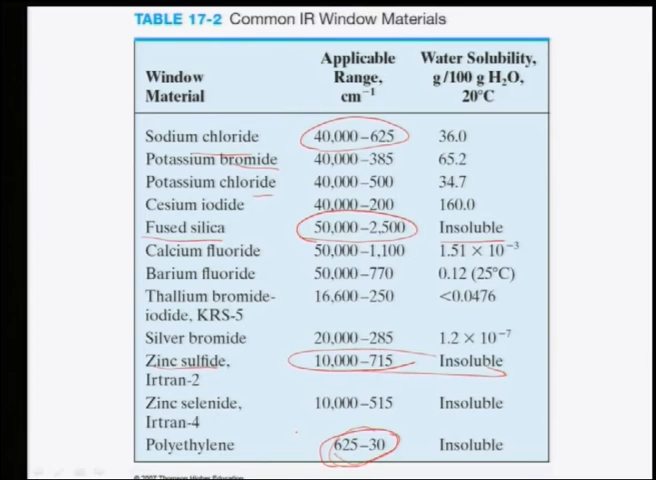 TABLE 17-2 Common IR Window Materials
Applicable Water Solubility,
Window Range, g/100 g H₂O,
Material cm⁻¹ 20°C
Sodium chloride 40,000–625 36.0
Potassium bromide 40,000–385 65.2
Potassium chloride 40,000–500 34.7
Cesium iodide 40,000–200 160.0
Fused silica 50,000–2,500 Insoluble
Calcium fluoride 50,000–1,100 1.51 × 10⁻³
Barium fluoride 50,000–770 0.12 (25°C)
Thallium bromide- 16,600–250 <0.0476
iodide, KRS-5
Silver bromide 20,000–285 1.2 × 10⁻⁷
Zinc sulfide, 10,000–715 Insoluble
Irtran-2
Zinc selenide, 10,000–515 Insoluble
Irtran-4
Polyethylene 625–30 Insoluble
© 2007 Thomson Higher Education